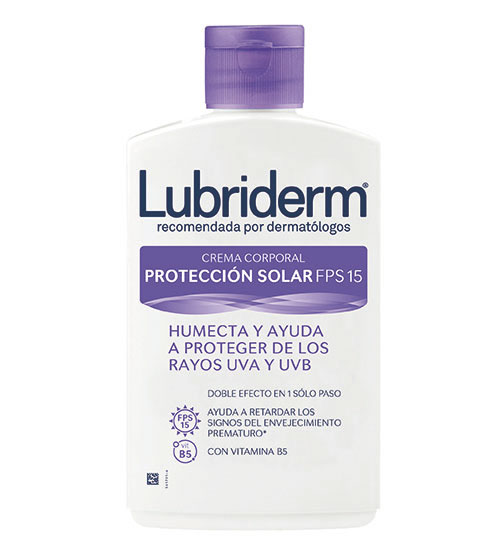 Lubriderm®
recomendada por dermatólogos
CREMA CORPORAL
PROTECCIÓN SOLAR FPS 15
HUMECTA Y AYUDA
A PROTEGER DE LOS
RAYOS UVA Y UVB
DOBLE EFECTO EN 1 SÓLO PASO
FPS
15
AYUDA A RETARDAR LOS
SIGNOS DEL ENVEJECIMIENTO
PREMATURO*
vit
B5
CON VITAMINA B5